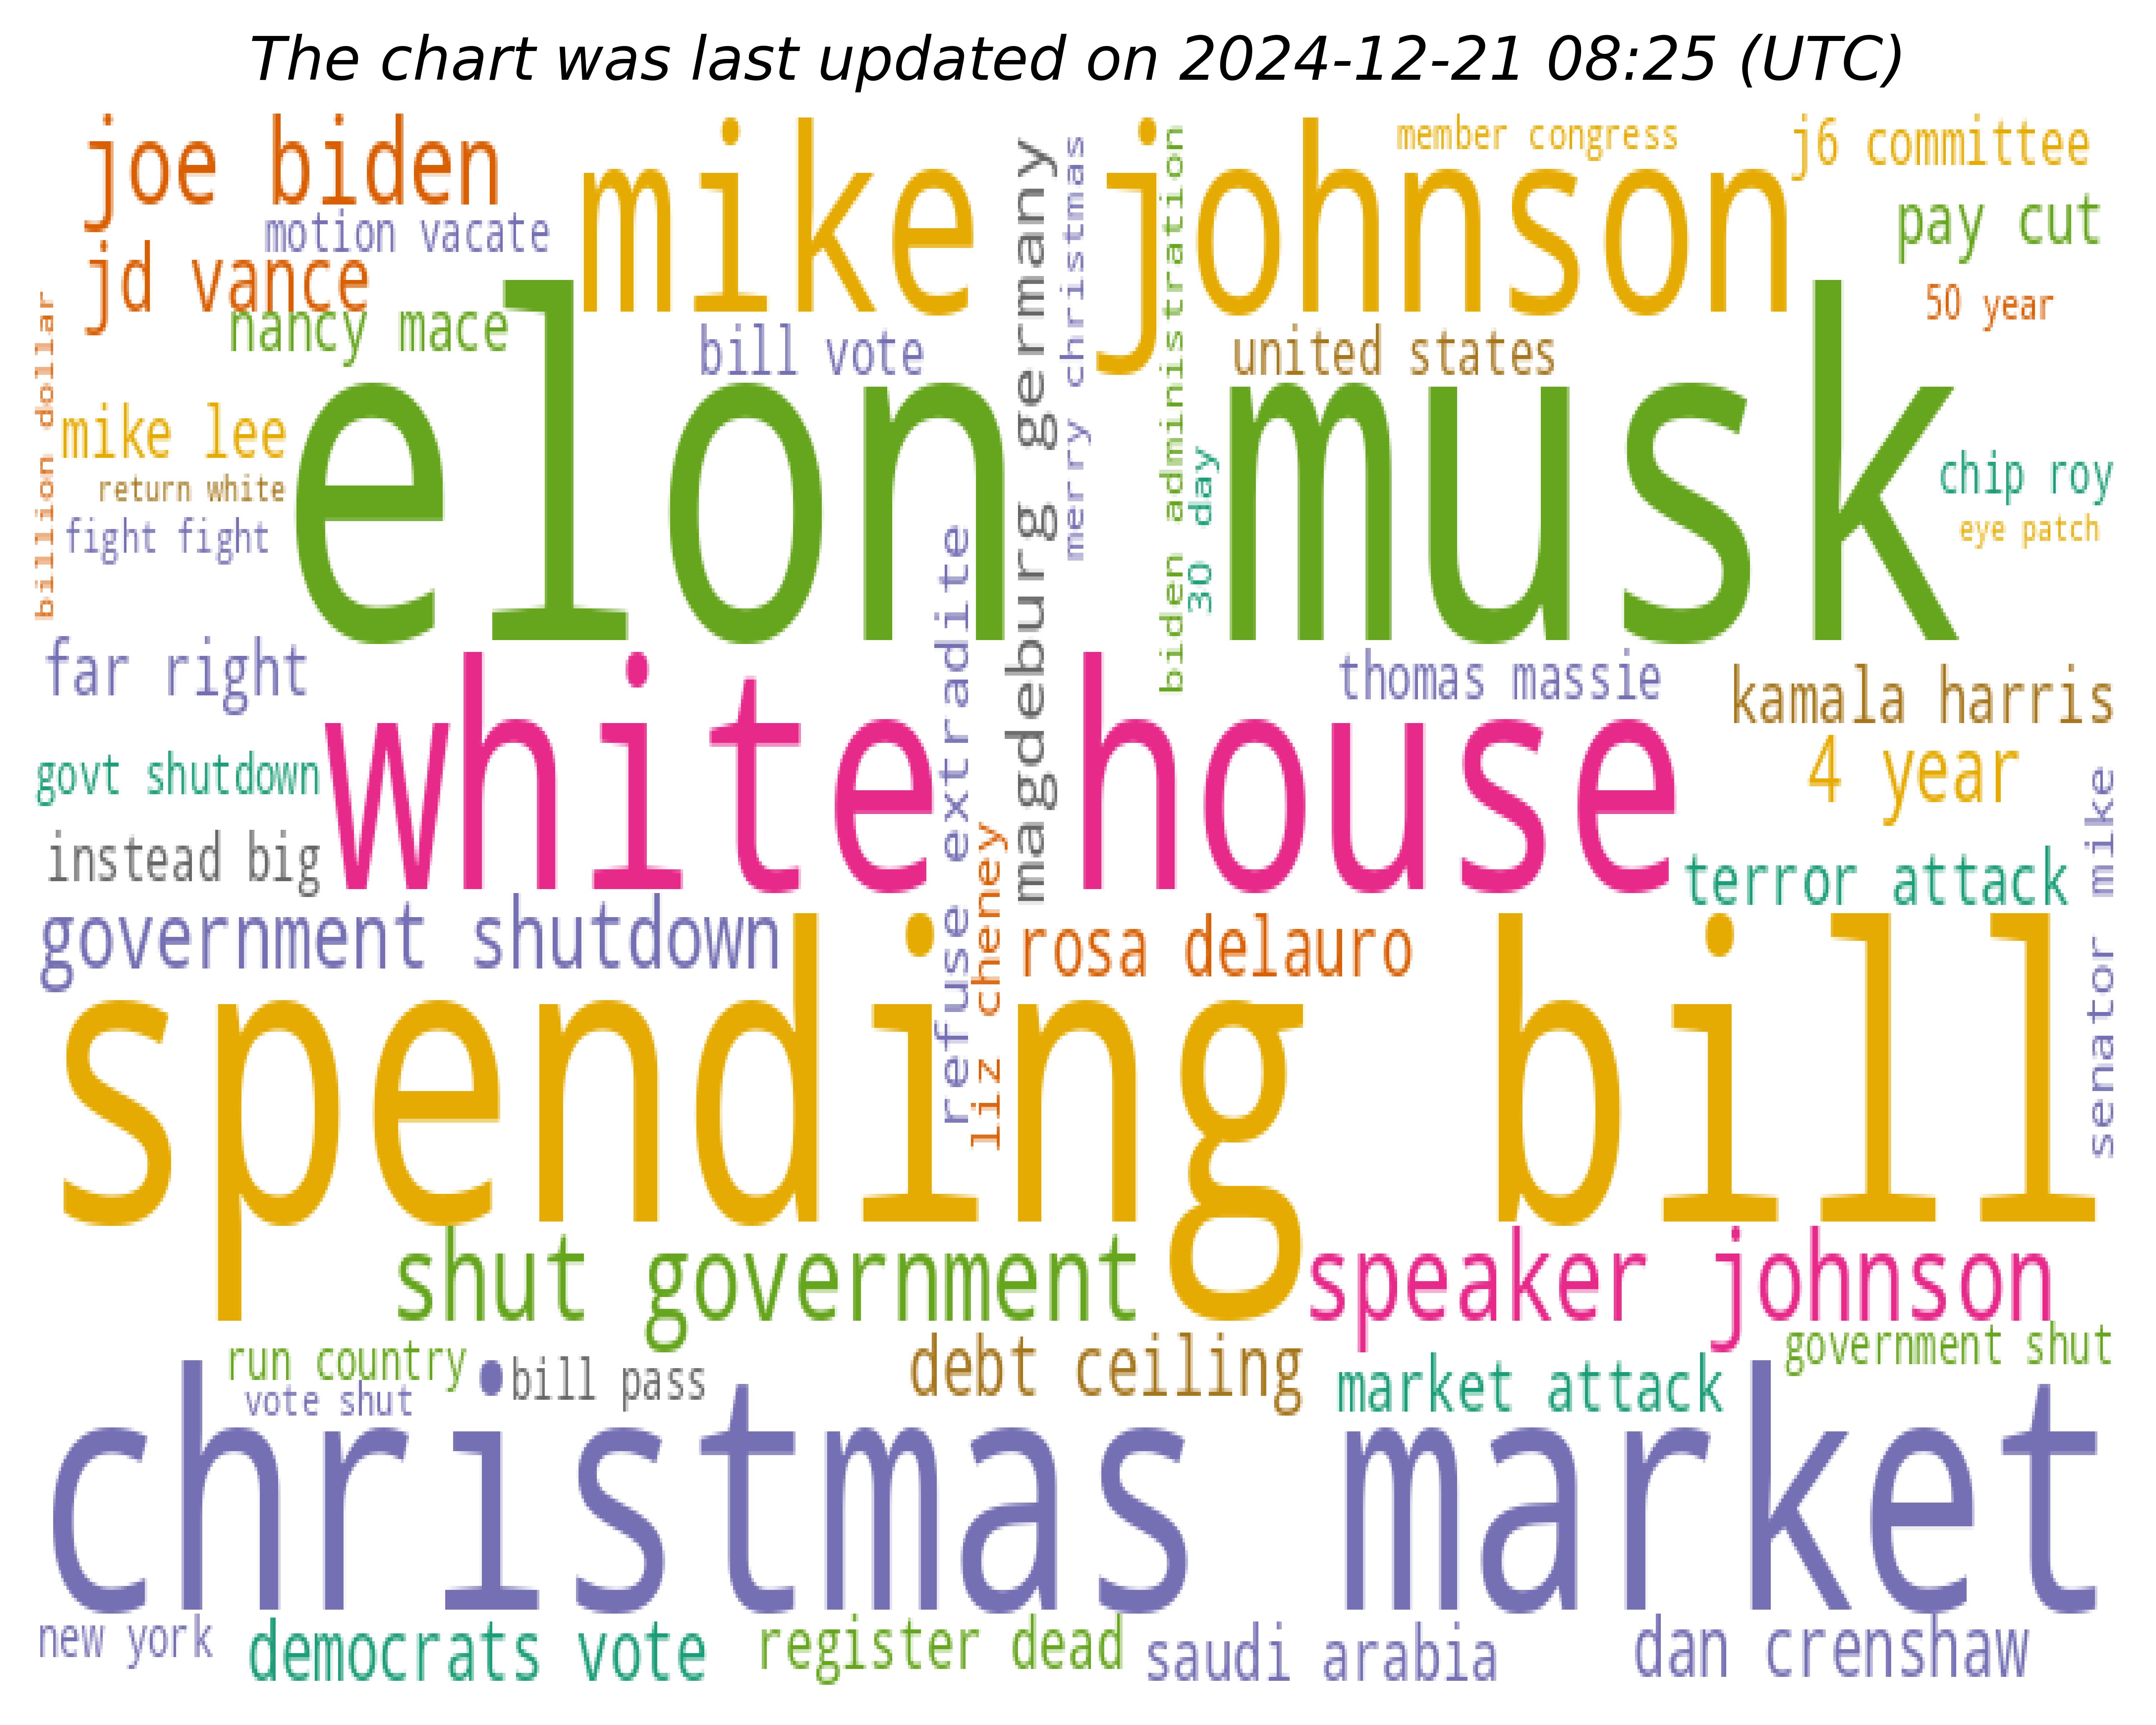 The chart was last updated on 2024-12-21 08:25 (UTC)
joe biden
mike johnson
member congress
j6 committee
motion vacate
pay cut
jd vance
nancy mace
50 year
bill vote
united states
magdeburg germany
merry christmas
biden administration
30 day
billion dollar
mike lee
return white
fight fight
elon musk
chip roy
eye patch
far right
thomas massie
kamala harris
govt shutdown
white house
4 year
instead big
refuse extradite
liz cheney
terror attack
senator mike
government shutdown
rosa delauro
spending bill
shut government
speaker johnson
run country
vote shut
bill pass
debt ceiling
market attack
government shut
christmas market
new york
democrats vote
register dead
saudi arabia
dan crenshaw